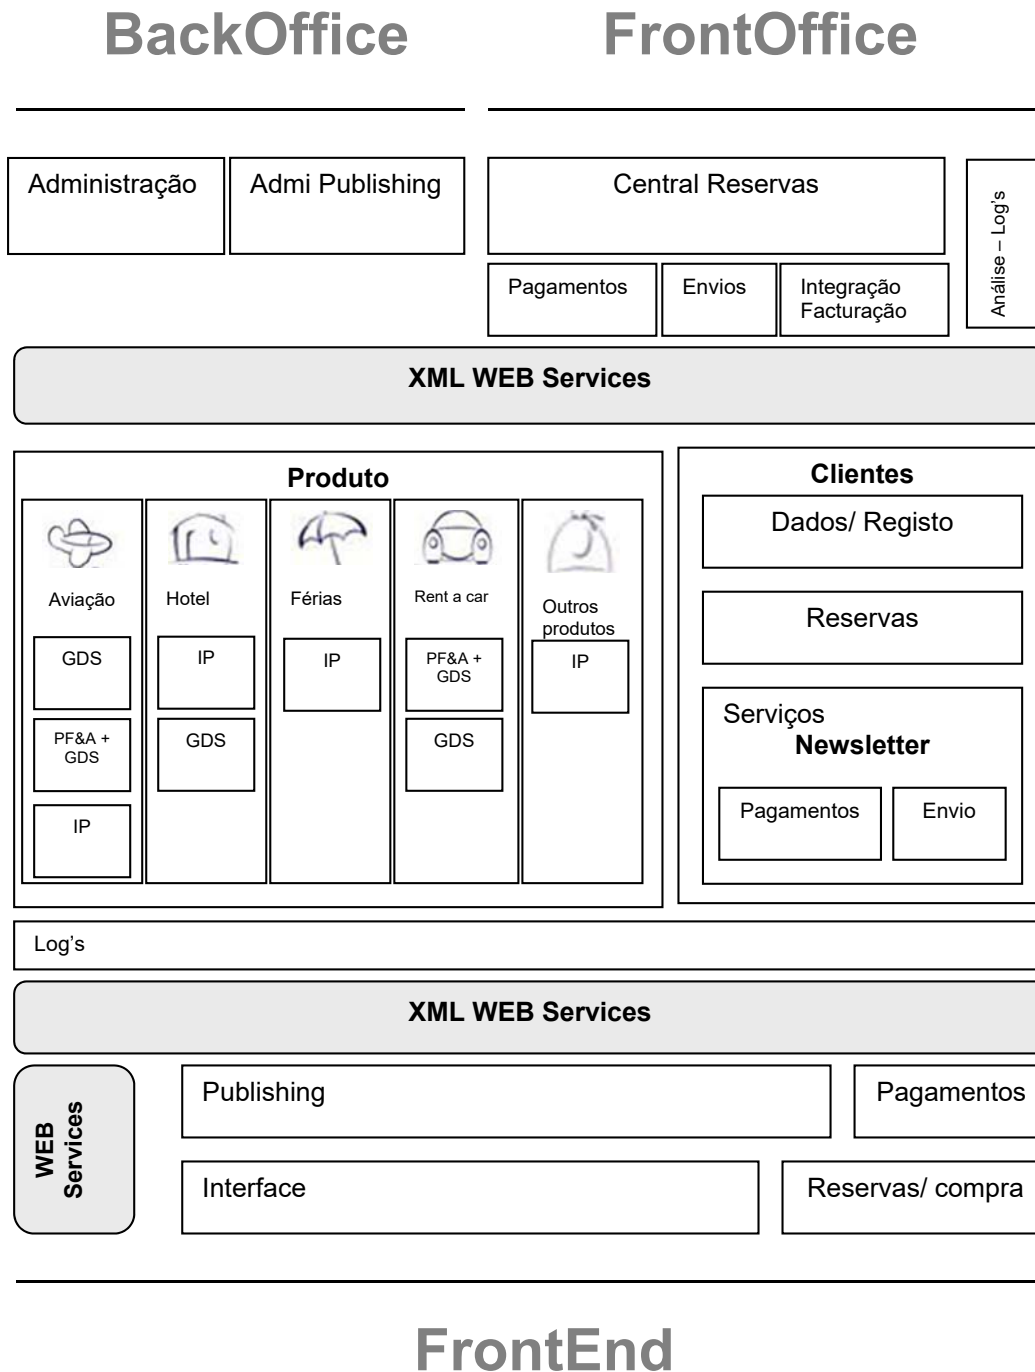 BackOffice
FrontOffice
Administração
Admi Publishing
Central Reservas
Análise – Log's
Pagamentos
Envios
Integração
Facturação
XML WEB Services
Produto
Aviação
GDS
PF&A +
GDS
IP
Hotel
IP
GDS
Férias
IP
Rent a car
PF&A +
GDS
GDS
Outros
produtos
IP
Clientes
Dados/ Registo
Reservas
Serviços
Newsletter
Pagamentos
Envio
Log's
XML WEB Services
WEB
Services
Publishing
Pagamentos
Interface
Reservas/ compra
FrontEnd